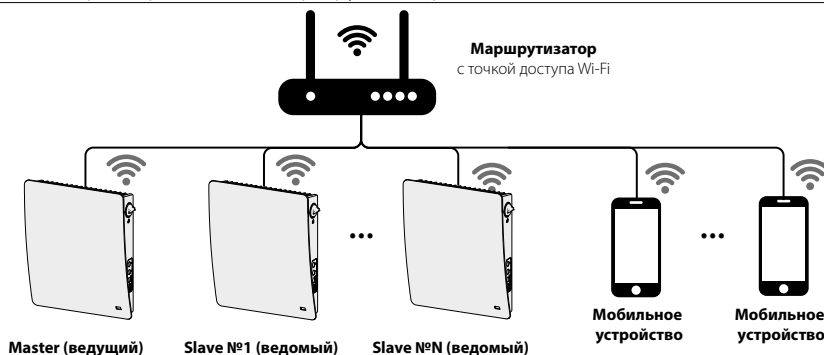 Маршрутизатор
с точкой доступа Wi-Fi
...
...
Master (ведущий)
Slave №1 (ведомый)
Slave №N (ведомый)
Мобильное
устройство
Мобильное
устройство